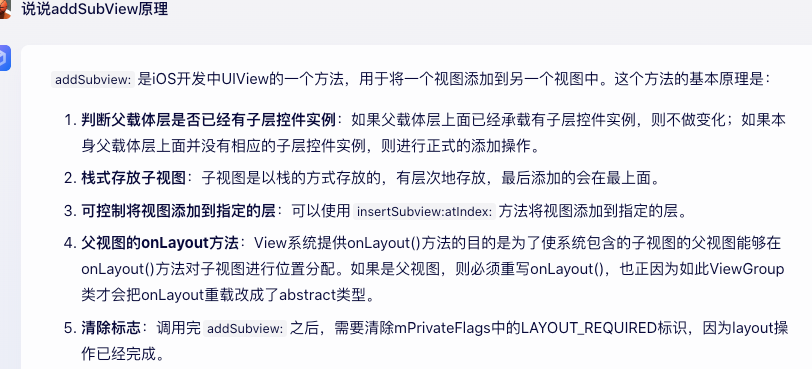 说说addSubView原理
addSubview: 是iOS开发中UIView的一个方法，用于将一个视图添加到另一个视图中。这个方法的基本原理是：
1. 判断父载体层是否已经有子层控件实例：如果父载体层上面已经承载有子层控件实例，则不做变化；如果本
身父载体层上面并没有相应的子层控件实例，则进行正式的添加操作。
2. 栈式存放子视图：子视图是以栈的方式存放的，有层次地存放，最后添加的会在最上面。
3. 可控制将视图添加到指定的层：可以使用 insertSubview:atIndex: 方法将视图添加到指定的层。
4. 父视图的onLayout方法：View系统提供onLayout()方法的目的是为了使系统包含的子视图的父视图能够在
onLayout()方法对子视图进行位置分配。如果是父视图，则必须重写onLayout()，也正因为如此ViewGroup
类才会把onLayout重载改成了abstract类型。
5. 清除标志：调用完 addSubview: 之后，需要清除mPrivateFlags中的LAYOUT_REQUIRED标识，因为layout操
作已经完成。